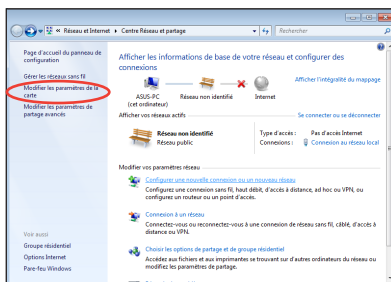 « Réseau et Internet ▸ Centre Réseau et partage
Rechercher
Page d'accueil du panneau de
configuration
Gérer les réseaux sans fil
Modifier les paramètres de la
carte
Modifier les paramètres de
partage avancés
Voir aussi
Groupe résidentiel
Options Internet
Pare-feu Windows
Afficher les informations de base de votre réseau et configurer des
connexions
Afficher l'intégralité du mappage
ASUS-PC
(cet ordinateur)
Réseau non identifié
Internet
Afficher vos réseaux actifs
Se connecter ou se déconnecter
Réseau non identifié
Réseau public
Type d'accès : Pas d'accès Internet
Connexions : Connexion au réseau local
Modifier vos paramètres réseau
Configurer une nouvelle connexion ou un nouveau réseau
Configurez une connexion sans fil, haut débit, d'accès à distance, ad hoc ou VPN, ou
configurez un routeur ou un point d'accès.
Connexion à un réseau
Connectez-vous ou reconnectez-vous à une connexion de réseau sans fil, câblé, d'accès à
distance ou VPN.
Choisir les options de partage et de groupe résidentiel
Accédez aux fichiers et aux imprimantes se trouvant sur d'autres ordinateurs du réseau ou
modifiez les paramètres de partage.